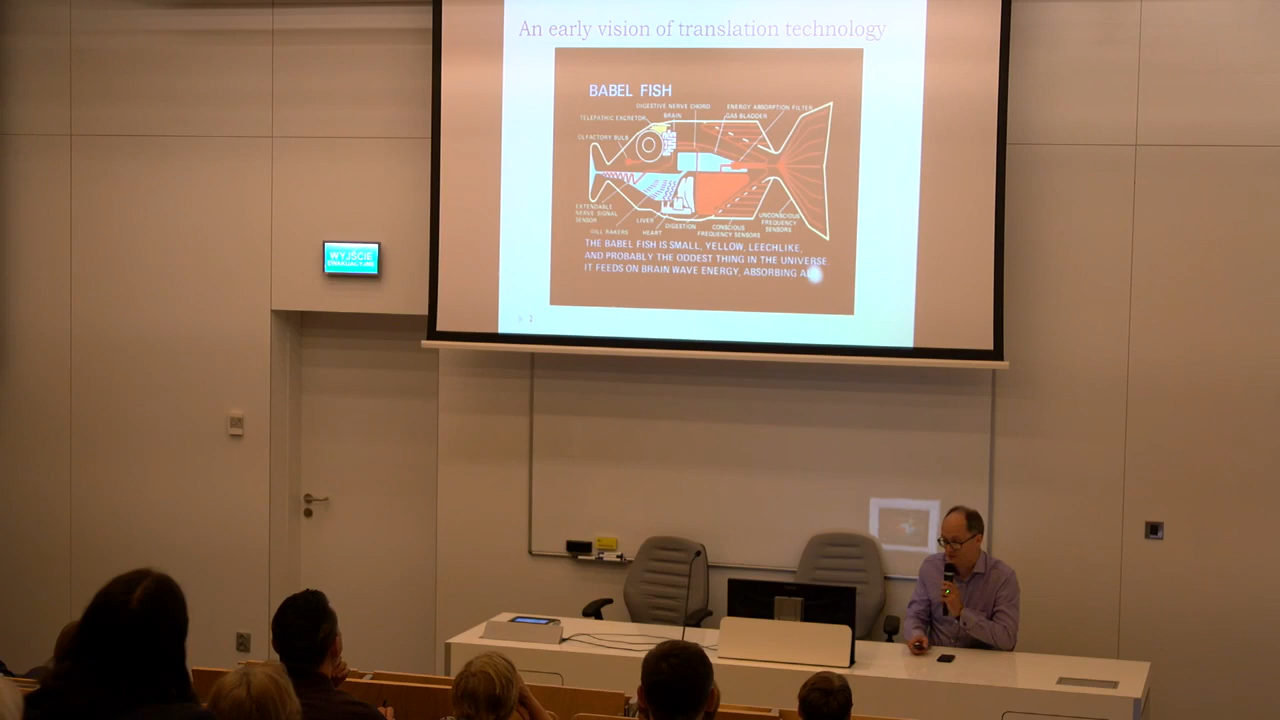 An early vision of translation technology
BABEL FISH
DIGESTIVE NERVE CHORD
ENERGY ABSORPTION FILTER
TELEPATHIC EXCRETOR
BRAIN
GAS BLADDER
OLFACTORY BULB
EXTENDABLE
NERVE SIGNAL
SENSOR
GILL RAKERS
LIVER
HEART
DIGESTION
CONSCIOUS
FREQUENCY SENSORS
UNCONSCIOUS
FREQUENCY
SENSORS
THE BABEL FISH IS SMALL, YELLOW, LEECHLIKE,
AND PROBABLY THE ODDEST THING IN THE UNIVERSE.
IT FEEDS ON BRAIN WAVE ENERGY, ABSORBING
2
WYJŚCIE
EWAKUACYJNE